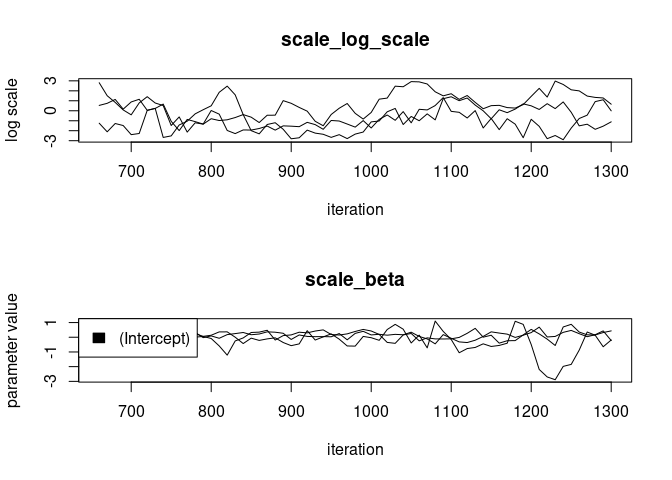 scale_log_scale
log scale
3
0
-3
700 800 900 1000 1100 1200 1300
iteration
scale_beta
parameter value
1
-1
-3
(Intercept)
700 800 900 1000 1100 1200 1300
iteration